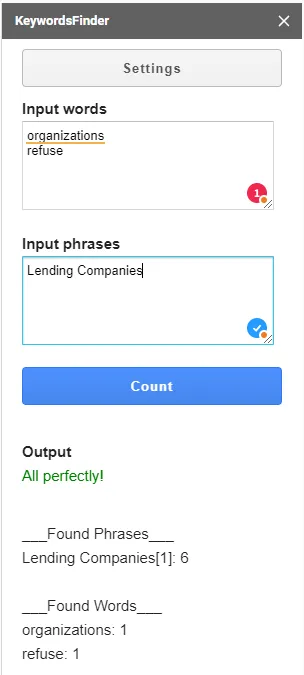 KeywordsFinder
Settings
Input words
organizations
refuse
1
Input phrases
Lending Companies
Count
Output
All perfectly!
___Found Phrases___
Lending Companies[1]: 6
___Found Words___
organizations: 1
refuse: 1